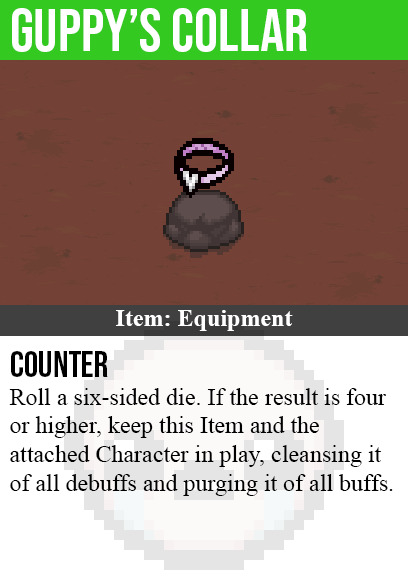 GUPPY'S COLLAR
Item: Equipment
COUNTER
Roll a six-sided die. If the result is four
or higher, keep this Item and the
attached Character in play, cleansing it
of all debuffs and purging it of all buffs.